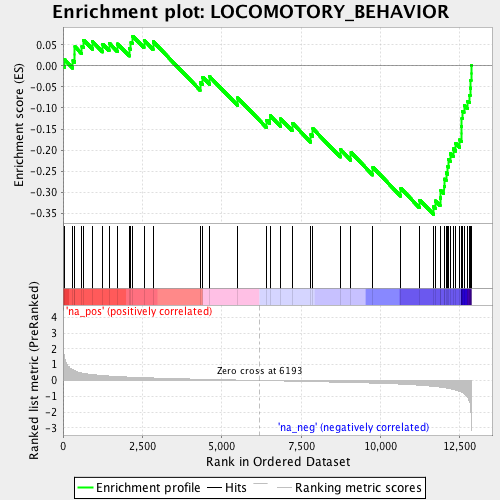 Enrichment plot: LOCOMOTORY_BEHAVIOR
Enrichment score (ES)
0.05
0.00
-0.05
-0.10
-0.15
-0.20
-0.25
-0.30
-0.35
'na_pos' (positively correlated)
Ranked list metric (PreRanked)
4
3
2
1
0
-1
-2
-3
Zero cross at 6193
'na_neg' (negatively correlated)
0
2,500
5,000
7,500
10,000
12,500
Rank in Ordered Dataset
Enrichment profile
Hits
Ranking metric scores